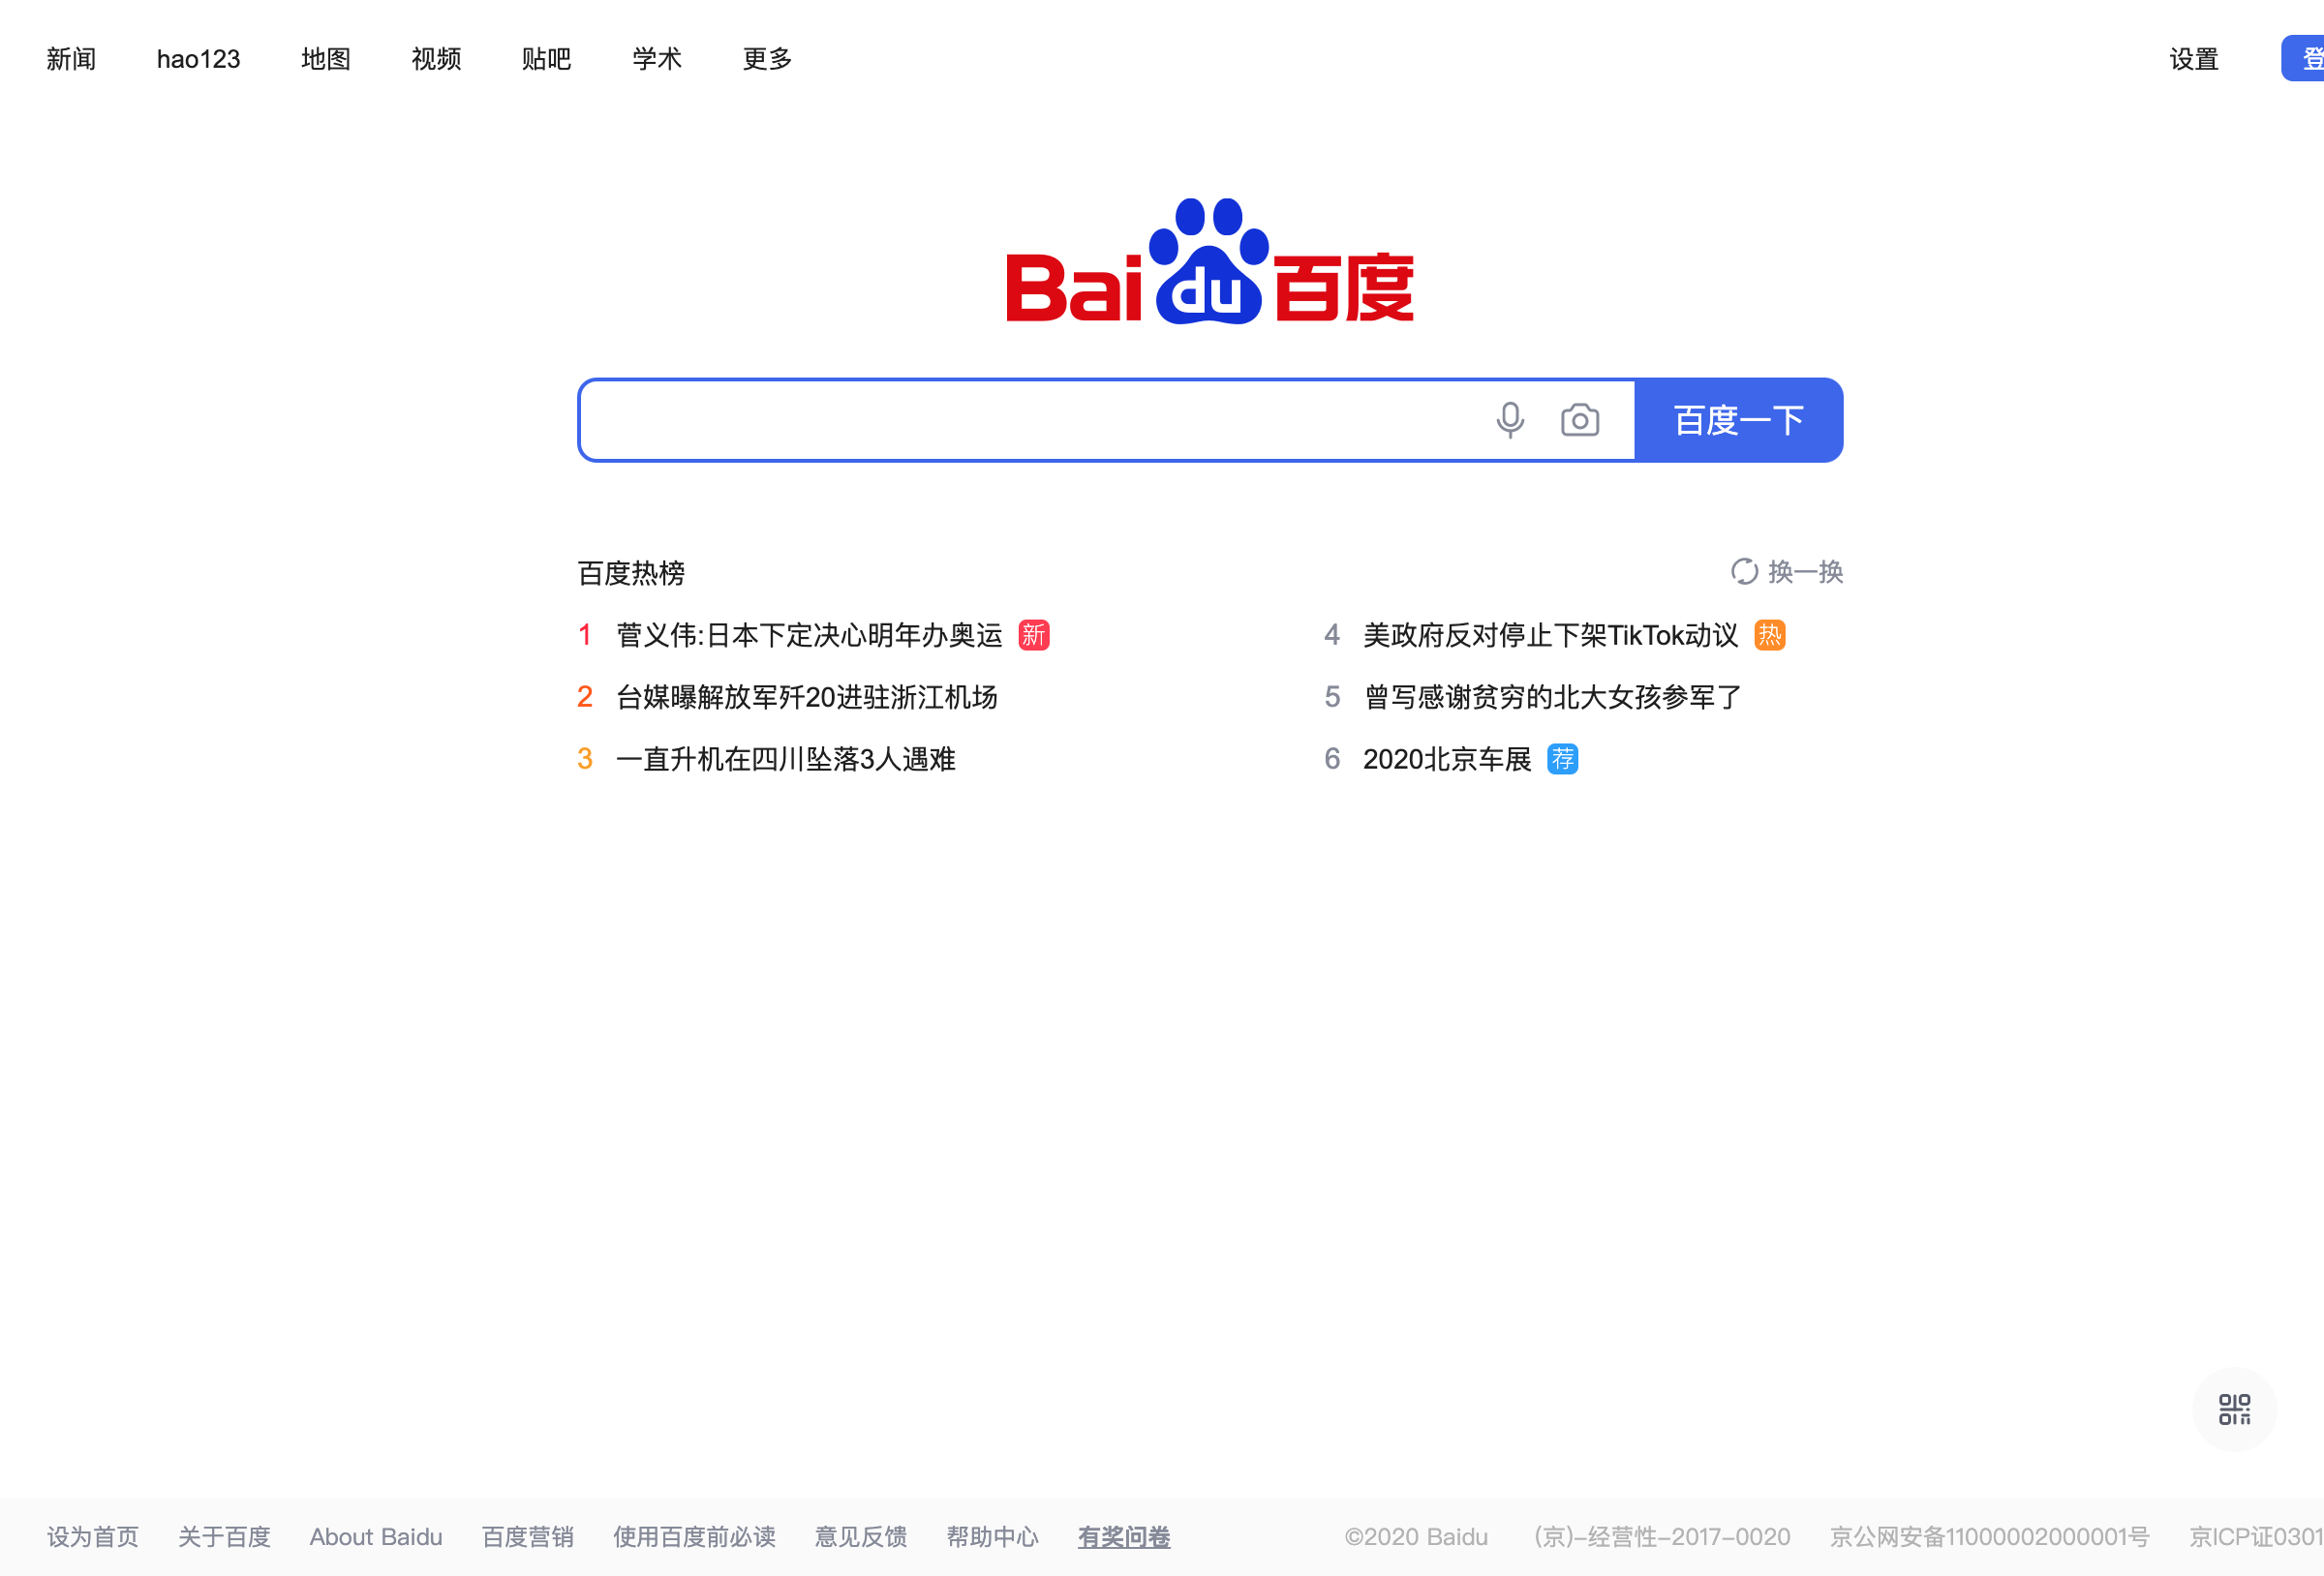 新闻 hao123 地图 视频 贴吧 学术 更多 设置 登
Bai du 百度
百度一下
百度热榜 换一换
1 菅义伟:日本下定决心明年办奥运 新
2 台媒曝解放军歼20进驻浙江机场
3 一直升机在四川坠落3人遇难
4 美政府反对停止下架TikTok动议 热
5 曾写感谢贫穷的北大女孩参军了
6 2020北京车展 荐
设为首页 关于百度 About Baidu 百度营销 使用百度前必读 意见反馈 帮助中心 有奖问卷 ©2020 Baidu (京)-经营性-2017-0020 京公网安备11000002000001号 京ICP证0301